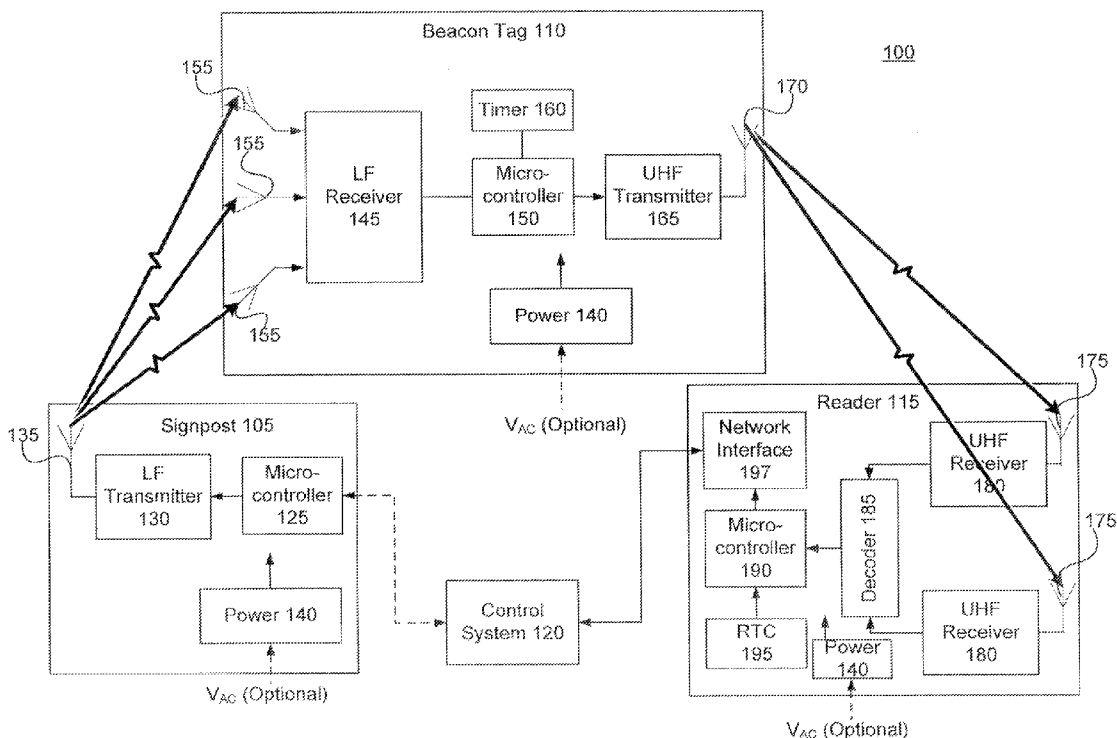 Beacon Tag 110
100
155
170
Timer 160
155
LF
Receiver
145
Micro-
controller
150
UHF
Transmitter
165
155
Power 140
175
V_AC (Optional)
135
Signpost 105
LF
Transmitter
130
Micro-
controller
125
Power 140
V_AC (Optional)
Control
System 120
Reader 115
Network
Interface
197
UHF
Receiver
180
Decoder 185
175
Micro-
controller
190
RTC
195
Power
140
UHF
Receiver
180
V_AC (Optional)